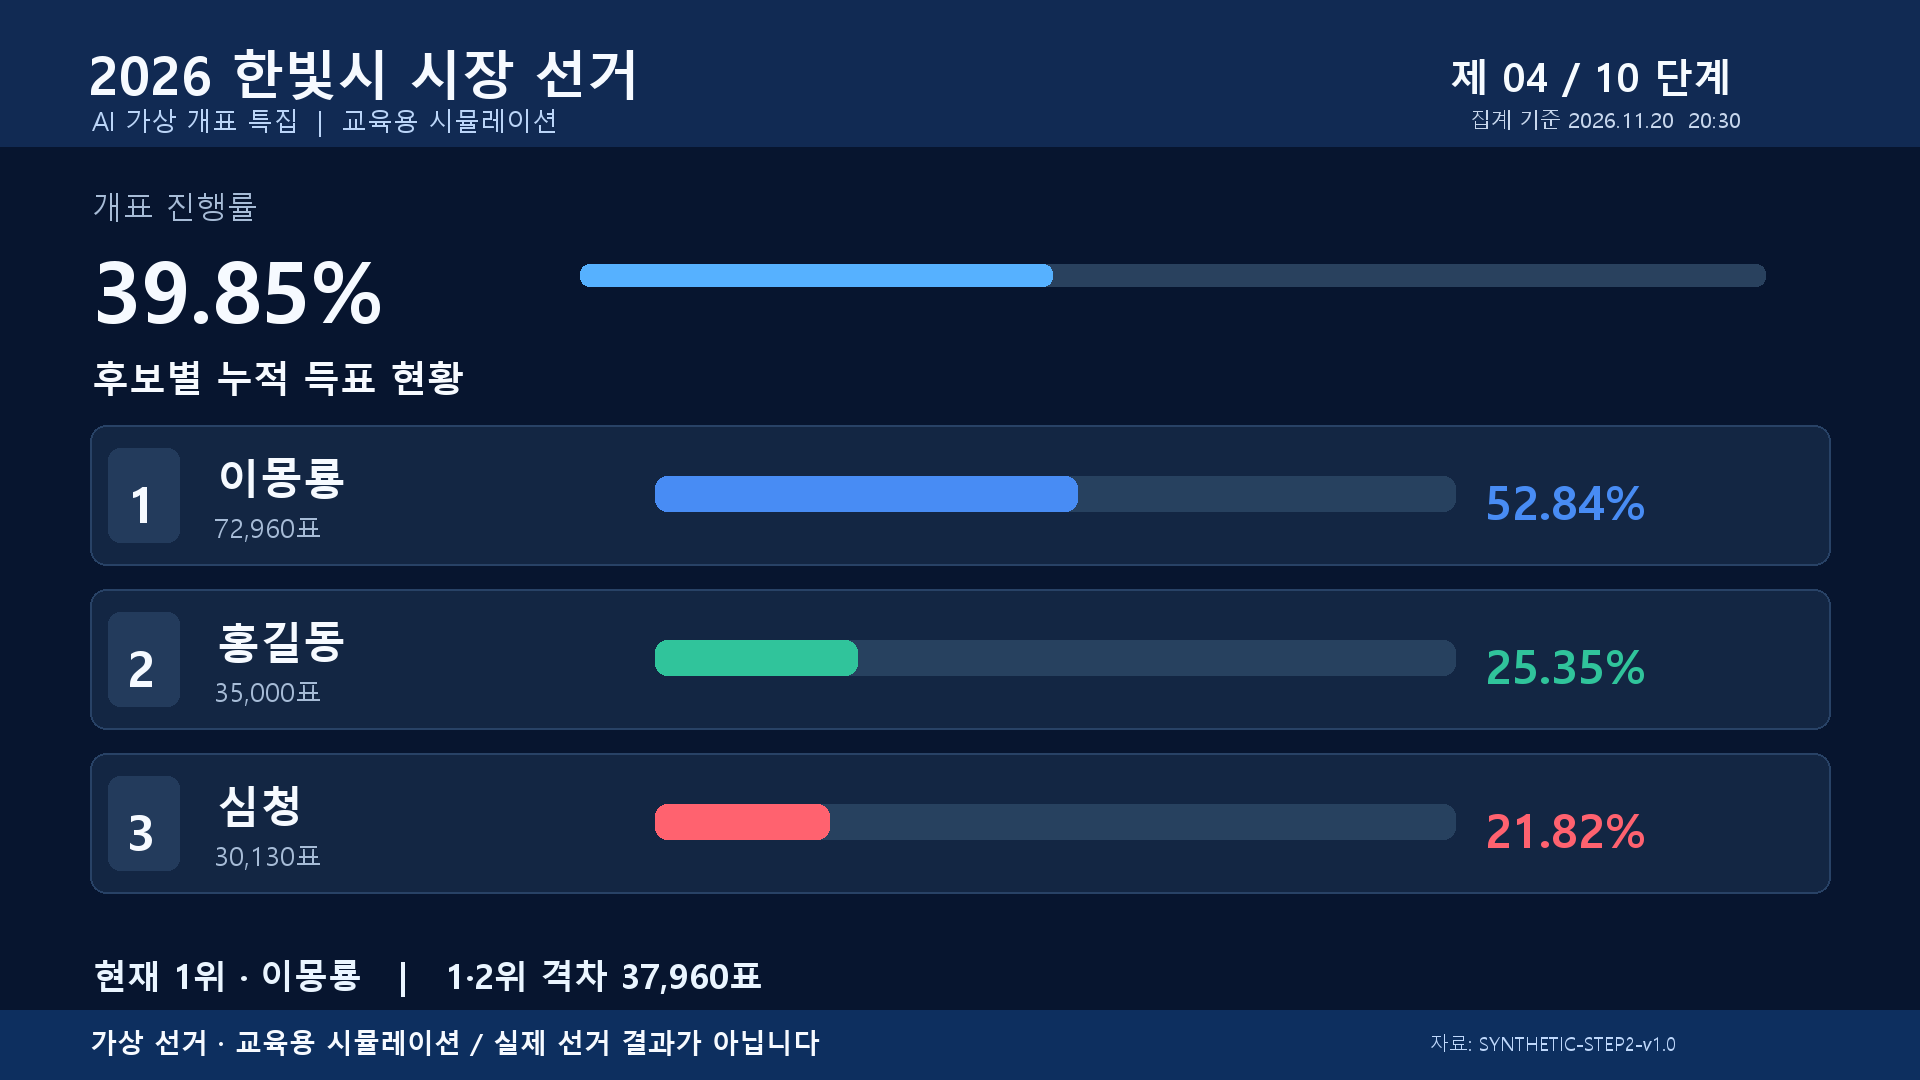 2026 한빛시 시장 선거
AI 가상 개표 특집 | 교육용 시뮬레이션
제 04 / 10 단계
집계 기준 2026.11.20 20:30
개표 진행률
39.85%
후보별 누적 득표 현황
1
이몽룡
72,960표
52.84%
2
홍길동
35,000표
25.35%
3
심청
30,130표
21.82%
현재 1위 · 이몽룡 | 1·2위 격차 37,960표
가상 선거 · 교육용 시뮬레이션 / 실제 선거 결과가 아닙니다
자료: SYNTHETIC-STEP2-v1.0